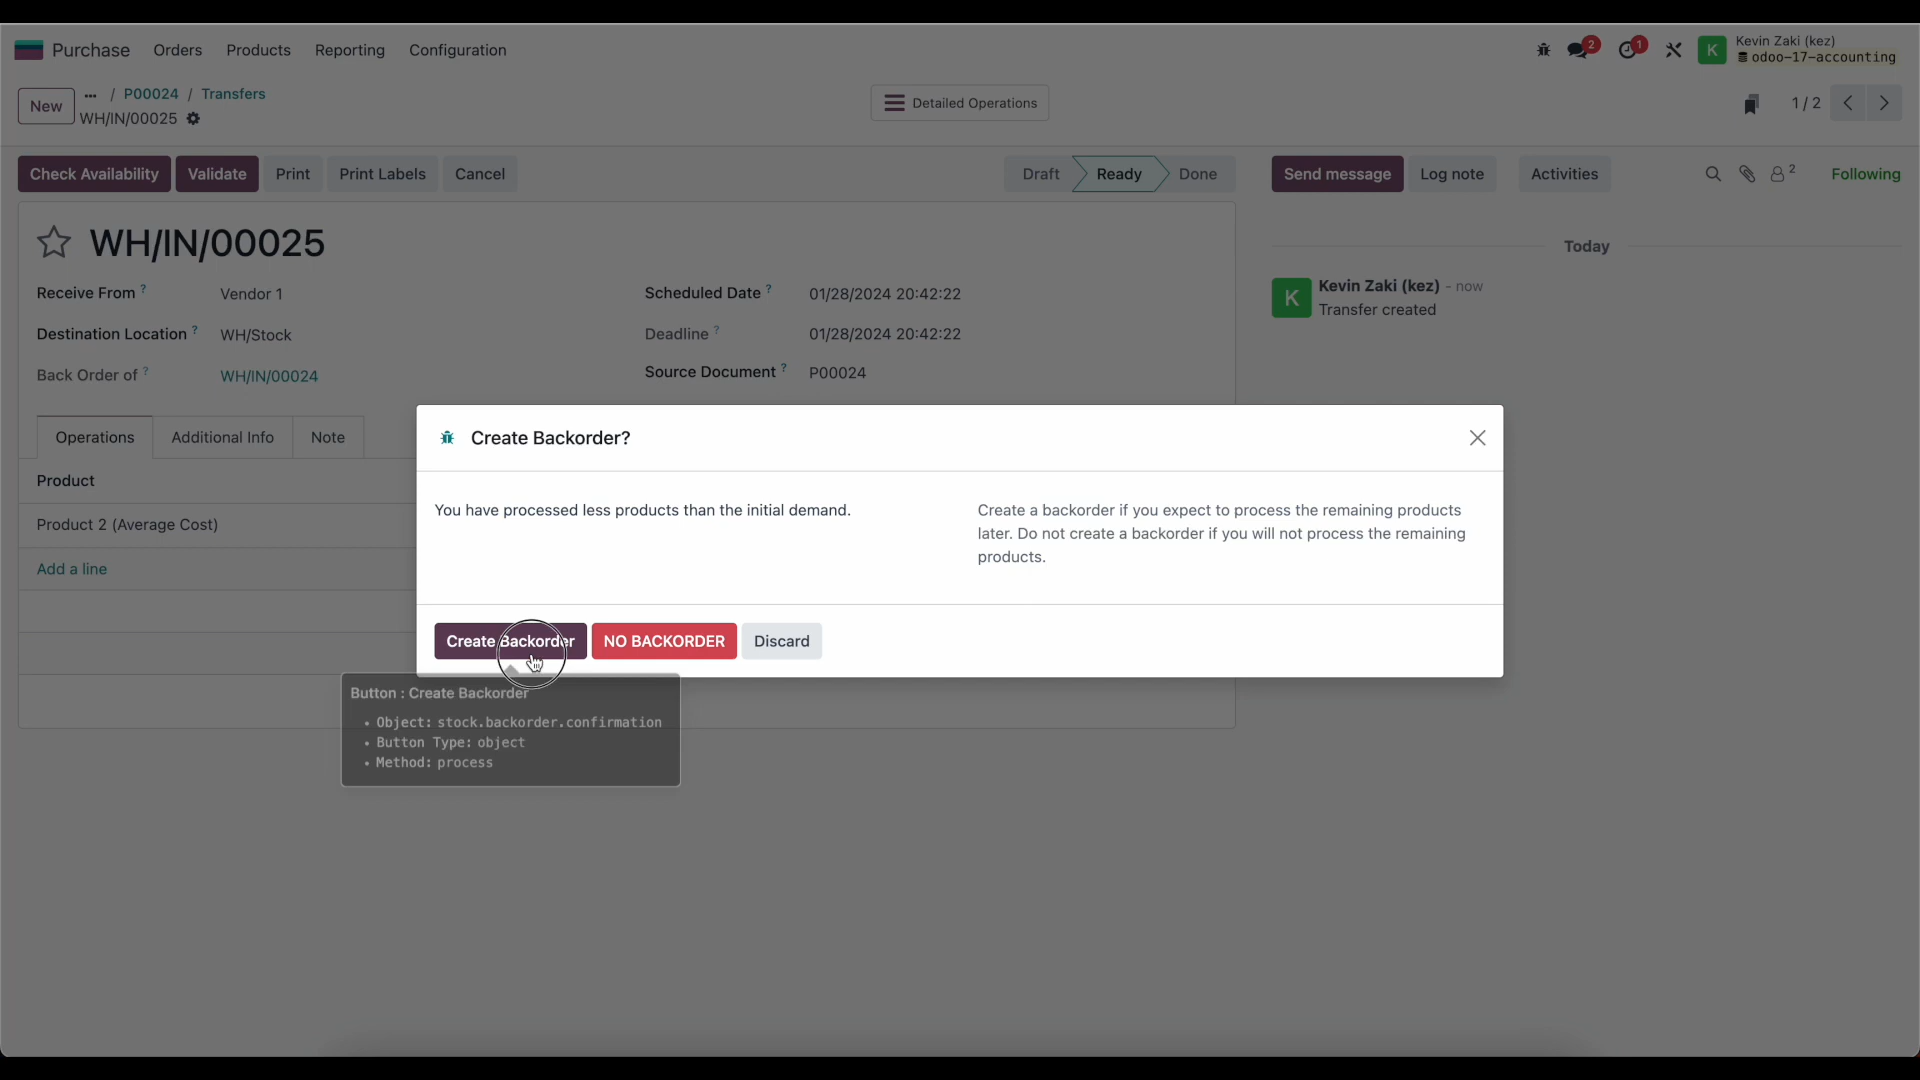 Purchase Orders Products Reporting Configuration
2 1 K Kevin Zaki (kez)
odoo-17-accounting
New ... / P00024 / Transfers
WH/IN/00025
Detailed Operations
1 / 2
Check Availability Validate Print Print Labels Cancel
Draft Ready Done
Send message Log note Activities 2 Following
WH/IN/00025
Receive From ? Vendor 1
Scheduled Date ? 01/28/2024 20:42:22
Destination Location ? WH/Stock
Deadline ? 01/28/2024 20:42:22
Back Order of ? WH/IN/00024
Source Document ? P00024
Today
K Kevin Zaki (kez) - now
Transfer created
Operations Additional Info Note
Product
Product 2 (Average Cost)
Add a line
Create Backorder?
You have processed less products than the initial demand.
Create a backorder if you expect to process the remaining products
later. Do not create a backorder if you will not process the remaining
products.
Create Backorder NO BACKORDER Discard
Button : Create Backorder
• Object: stock.backorder.confirmation
• Button Type: object
• Method: process